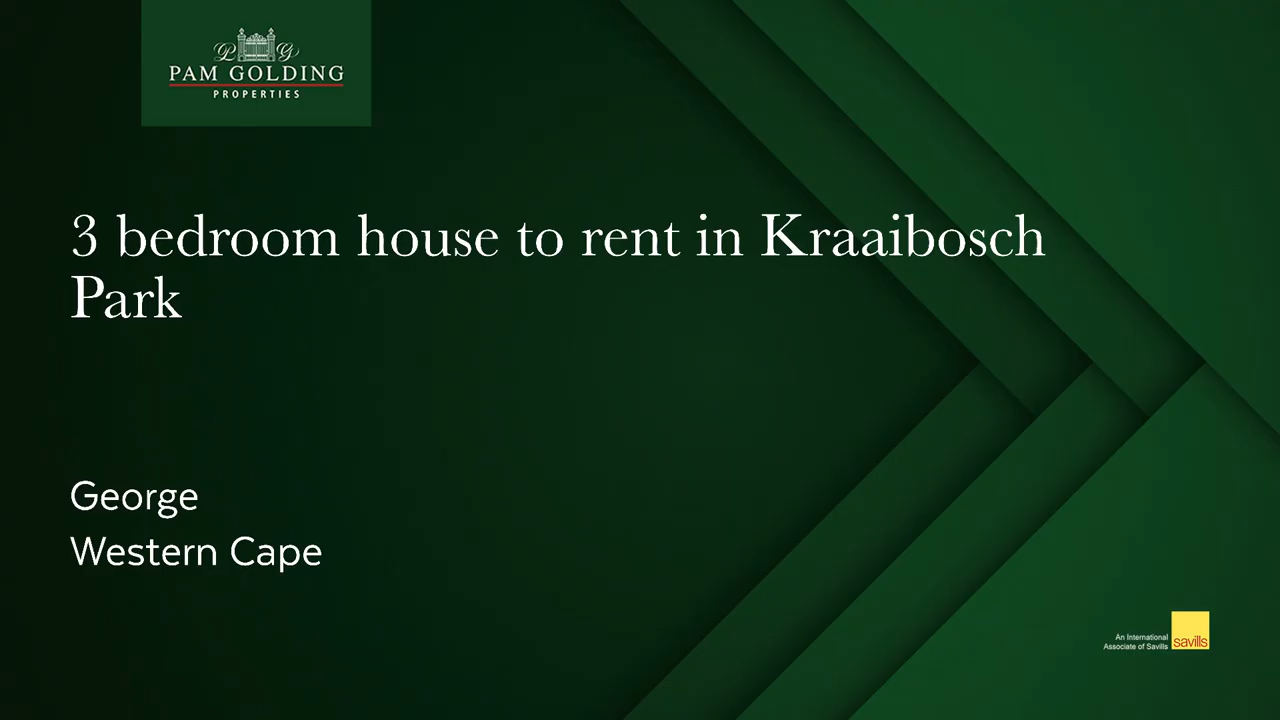 P G
PAM GOLDING
PROPERTIES
3 bedroom house to rent in Kraaibosch
Park
George
Western Cape
An International
Associate of Savills
savills